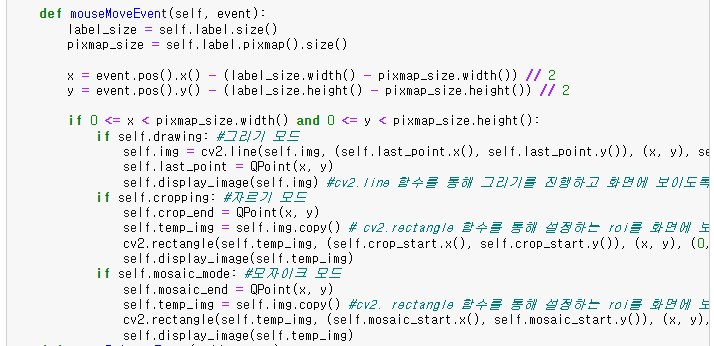 def mouseMoveEvent(self, event):
label_size = self.label.size()
pixmap_size = self.label.pixmap().size()
x = event.pos().x() - (label_size.width() - pixmap_size.width()) // 2
y = event.pos().y() - (label_size.height() - pixmap_size.height()) // 2
if 0 <= x < pixmap_size.width() and 0 <= y < pixmap_size.height():
if self.drawing: #그리기 모드
self.img = cv2.line(self.img, (self.last_point.x(), self.last_point.y()), (x, y), se
self.last_point = QPoint(x, y)
self.display_image(self.img) #cv2.line 함수를 통해 그리기를 진행하고 화면에 보이도록
if self.cropping: #자르기 모드
self.crop_end = QPoint(x, y)
self.temp_img = self.img.copy() # cv2.rectangle 함수를 통해 설정하는 roi를 화면에 보
cv2.rectangle(self.temp_img, (self.crop_start.x(), self.crop_start.y()), (x, y), (0,
self.display_image(self.temp_img)
if self.mosaic_mode: #모자이크 모드
self.mosaic_end = QPoint(x, y)
self.temp_img = self.img.copy() #cv2. rectangle 함수를 통해 설정하는 roi를 화면에 보
cv2.rectangle(self.temp_img, (self.mosaic_start.x(), self.mosaic_start.y()), (x, y),
self.display_image(self.temp_img)